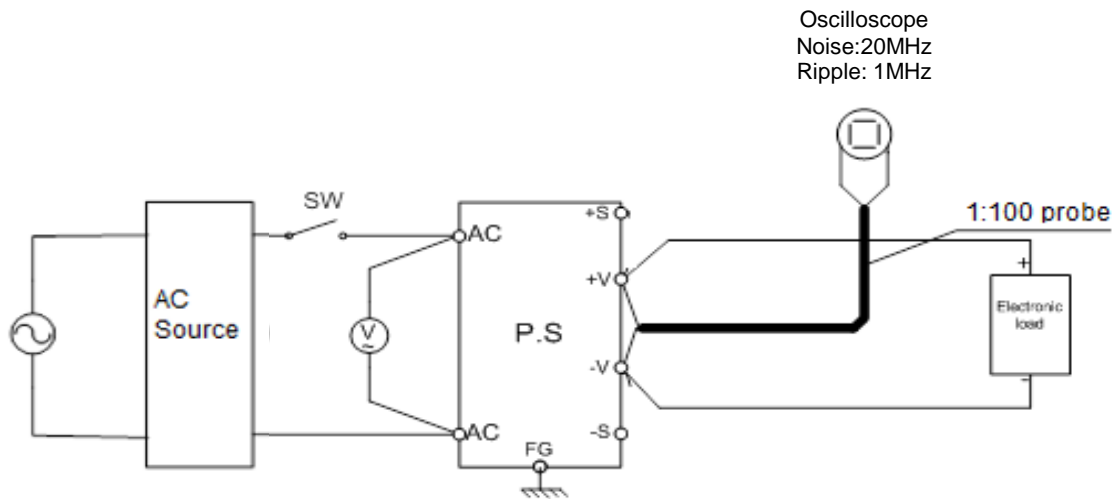 Oscilloscope
Noise:20MHz
Ripple: 1MHz
SW
+S
1:100 probe
AC
+V
+
AC
Source
V
~
P.S
Electronic
load
-V
-
AC
-S
FG